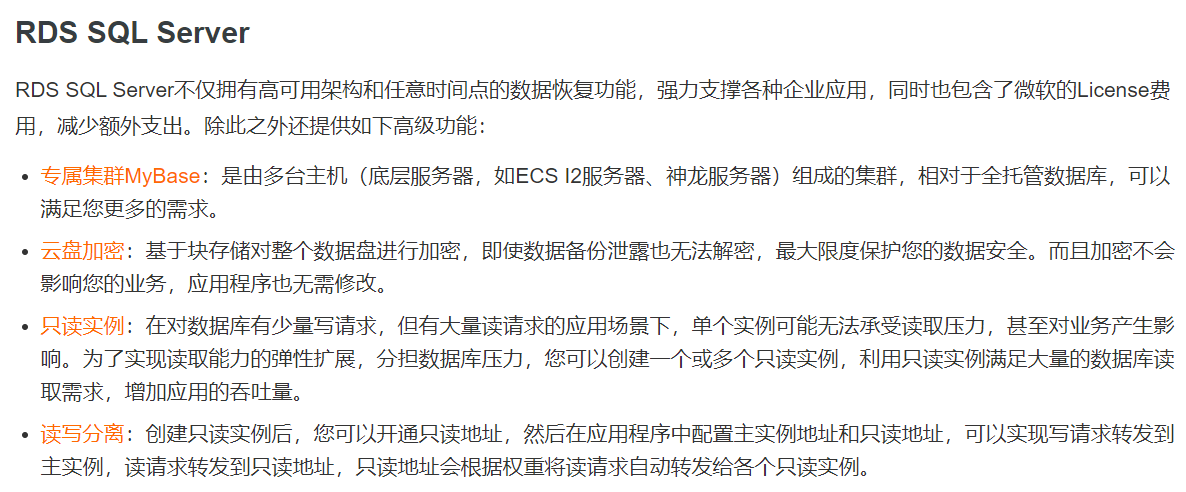 RDS SQL Server
RDS SQL Server不仅拥有高可用架构和任意时间点的数据恢复功能，强力支撑各种企业应用，同时也包含了微软的License费
用，减少额外支出。除此之外还提供如下高级功能：
• 专属集群MyBase：是由多台主机（底层服务器，如ECS I2服务器、神龙服务器）组成的集群，相对于全托管数据库，可以
满足您更多的需求。
• 云盘加密：基于块存储对整个数据盘进行加密，即使数据备份泄露也无法解密，最大限度保护您的数据安全。而且加密不会
影响您的业务，应用程序也无需修改。
• 只读实例：在对数据库有少量写请求，但有大量读请求的应用场景下，单个实例可能无法承受读取压力，甚至对业务产生影
响。为了实现读取能力的弹性扩展，分担数据库压力，您可以创建一个或多个只读实例，利用只读实例满足大量的数据库读
取需求，增加应用的吞吐量。
• 读写分离：创建只读实例后，您可以开通只读地址，然后在应用程序中配置主实例地址和只读地址，可以实现写请求转发到
主实例，读请求转发到只读地址，只读地址会根据权重将读请求自动转发给各个只读实例。